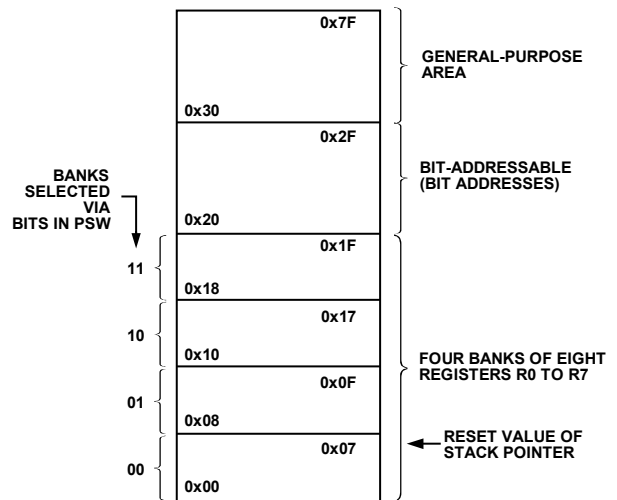 0x7F
GENERAL-PURPOSE
AREA
0x30
0x2F
BIT-ADDRESSABLE
(BIT ADDRESSES)
BANKS
SELECTED
VIA
BITS IN PSW
0x20
0x1F
11
0x18
0x17
10
0x10
FOUR BANKS OF EIGHT
REGISTERS R0 TO R7
0x0F
01
0x08
RESET VALUE OF
STACK POINTER
0x07
00
0x00